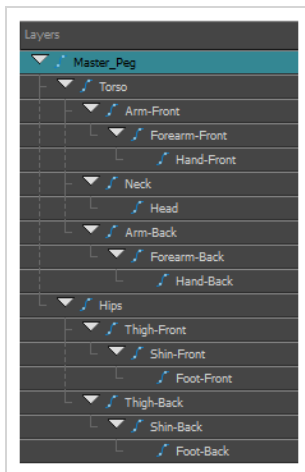 Layers
Master_Peg
Torso
Arm-Front
Forearm-Front
Hand-Front
Neck
Head
Arm-Back
Forearm-Back
Hand-Back
Hips
Thigh-Front
Shin-Front
Foot-Front
Thigh-Back
Shin-Back
Foot-Back